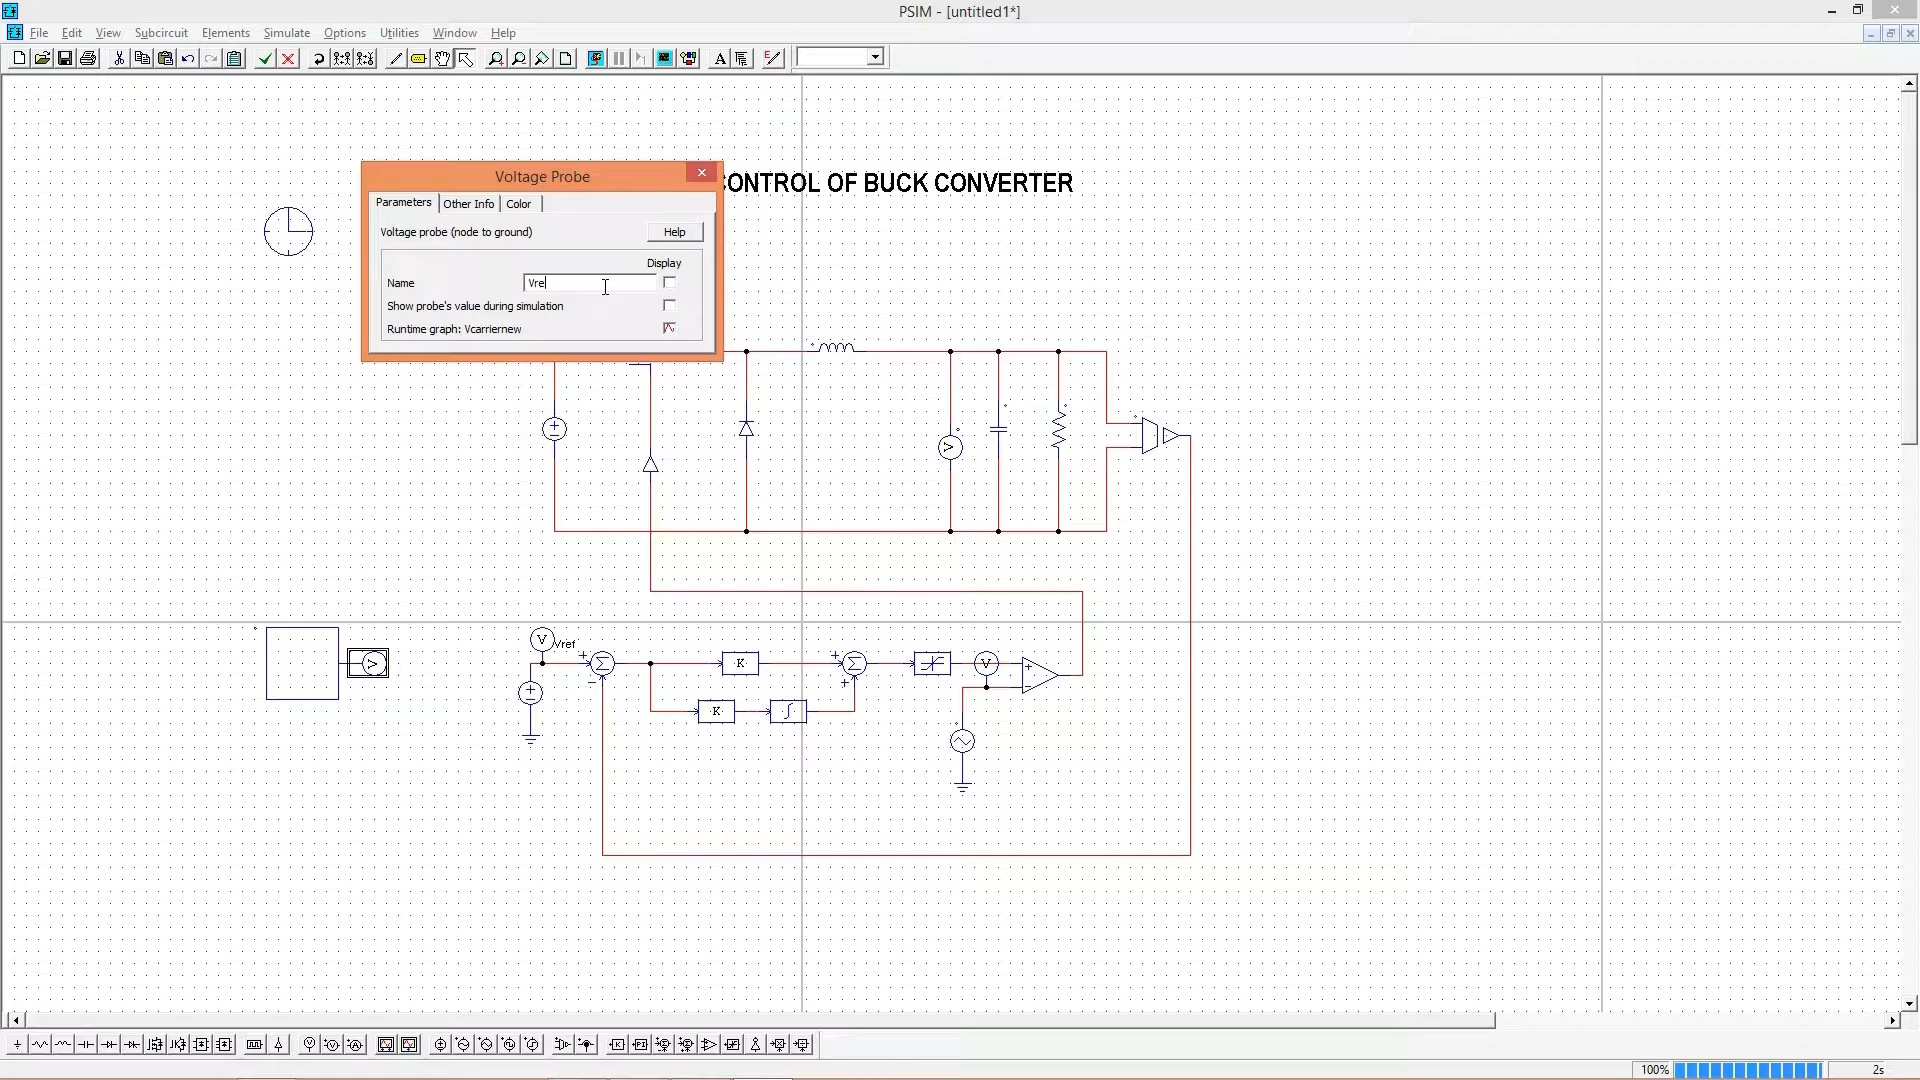 PSIM - [untitled1*]
File Edit View Subcircuit Elements Simulate Options Utilities Window Help
A
Voltage Probe
CONTROL OF BUCK CONVERTER
Parameters Other Info Color
Voltage probe (node to ground) Help
Display
Name Vre
Show probe's value during simulation
Runtime graph: Vcarriernew
V Vref
K
V
K
100% 2s